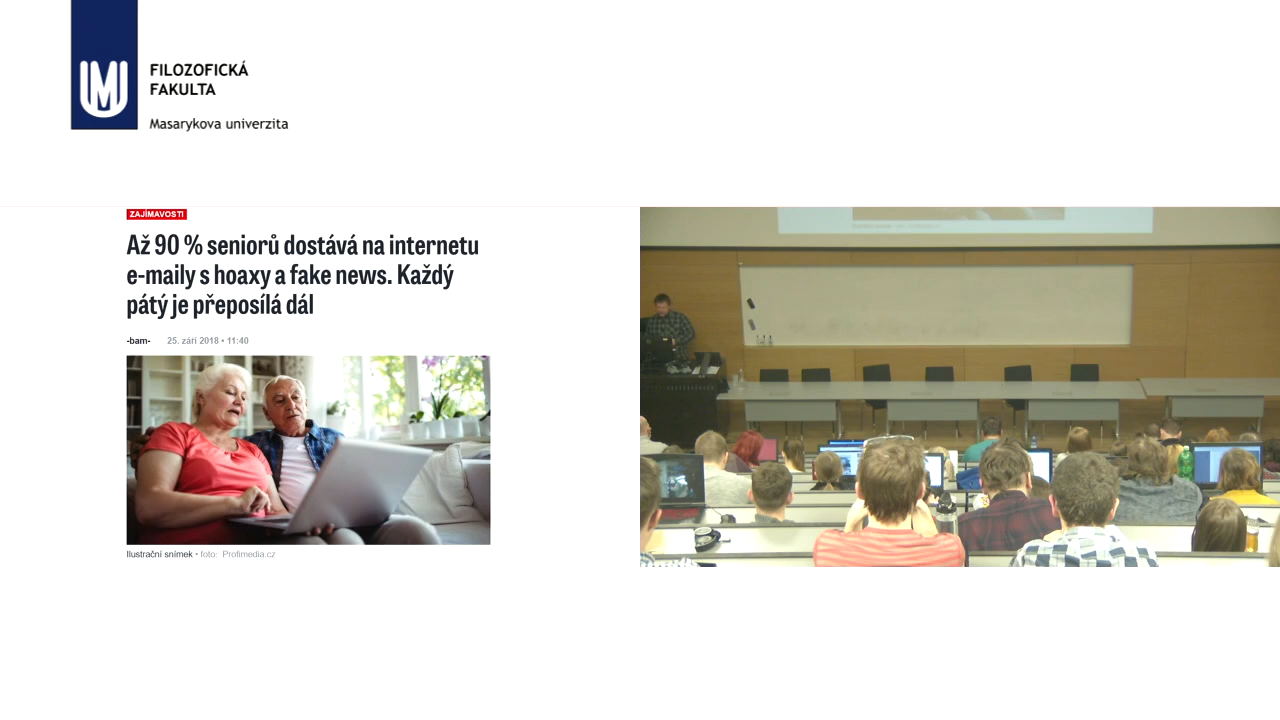 FILOZOFICKÁ
FAKULTA
Masarykova univerzita
ZAJÍMAVOSTI
Až 90 % seniorů dostává na internetu
e-maily s hoaxy a fake news. Každý
pátý je přeposílá dál
-bam- 25. září 2018 • 11:40
Ilustrační snímek • foto: Profimedia.cz